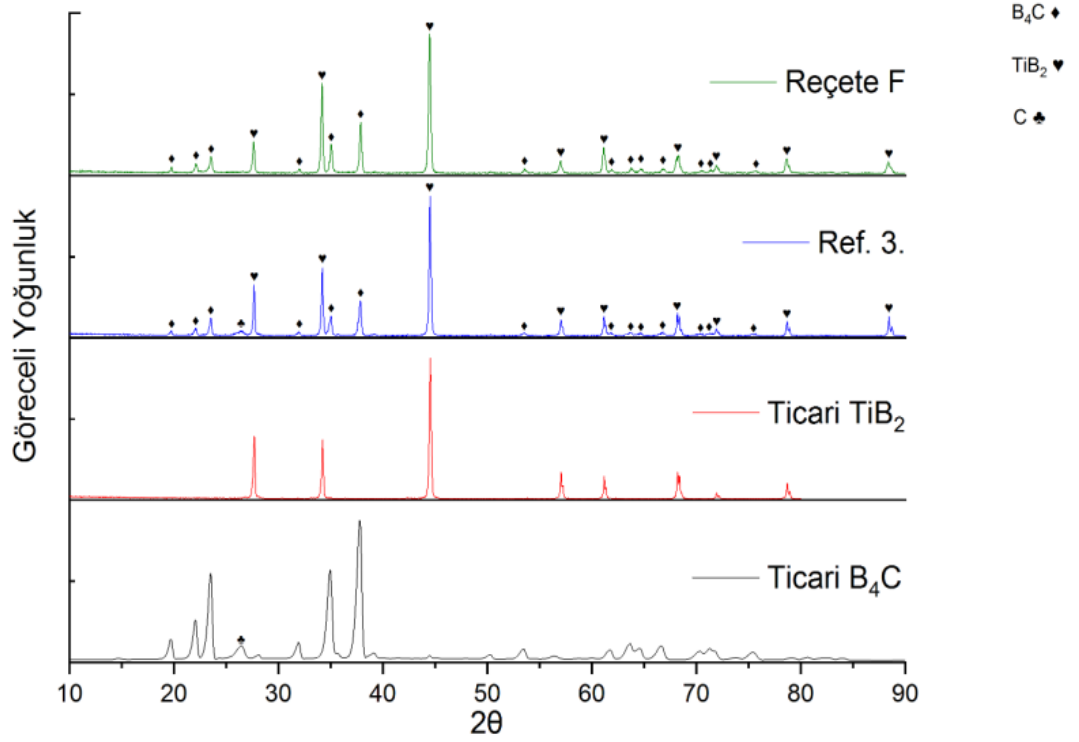 B₄C ♦
TiB₂ ♥
C ♣
Reçete F
Ref. 3.
Ticari TiB₂
Ticari B₄C
Göreceli Yoğunluk
10 20 30 40 50 60 70 80 90
2θ